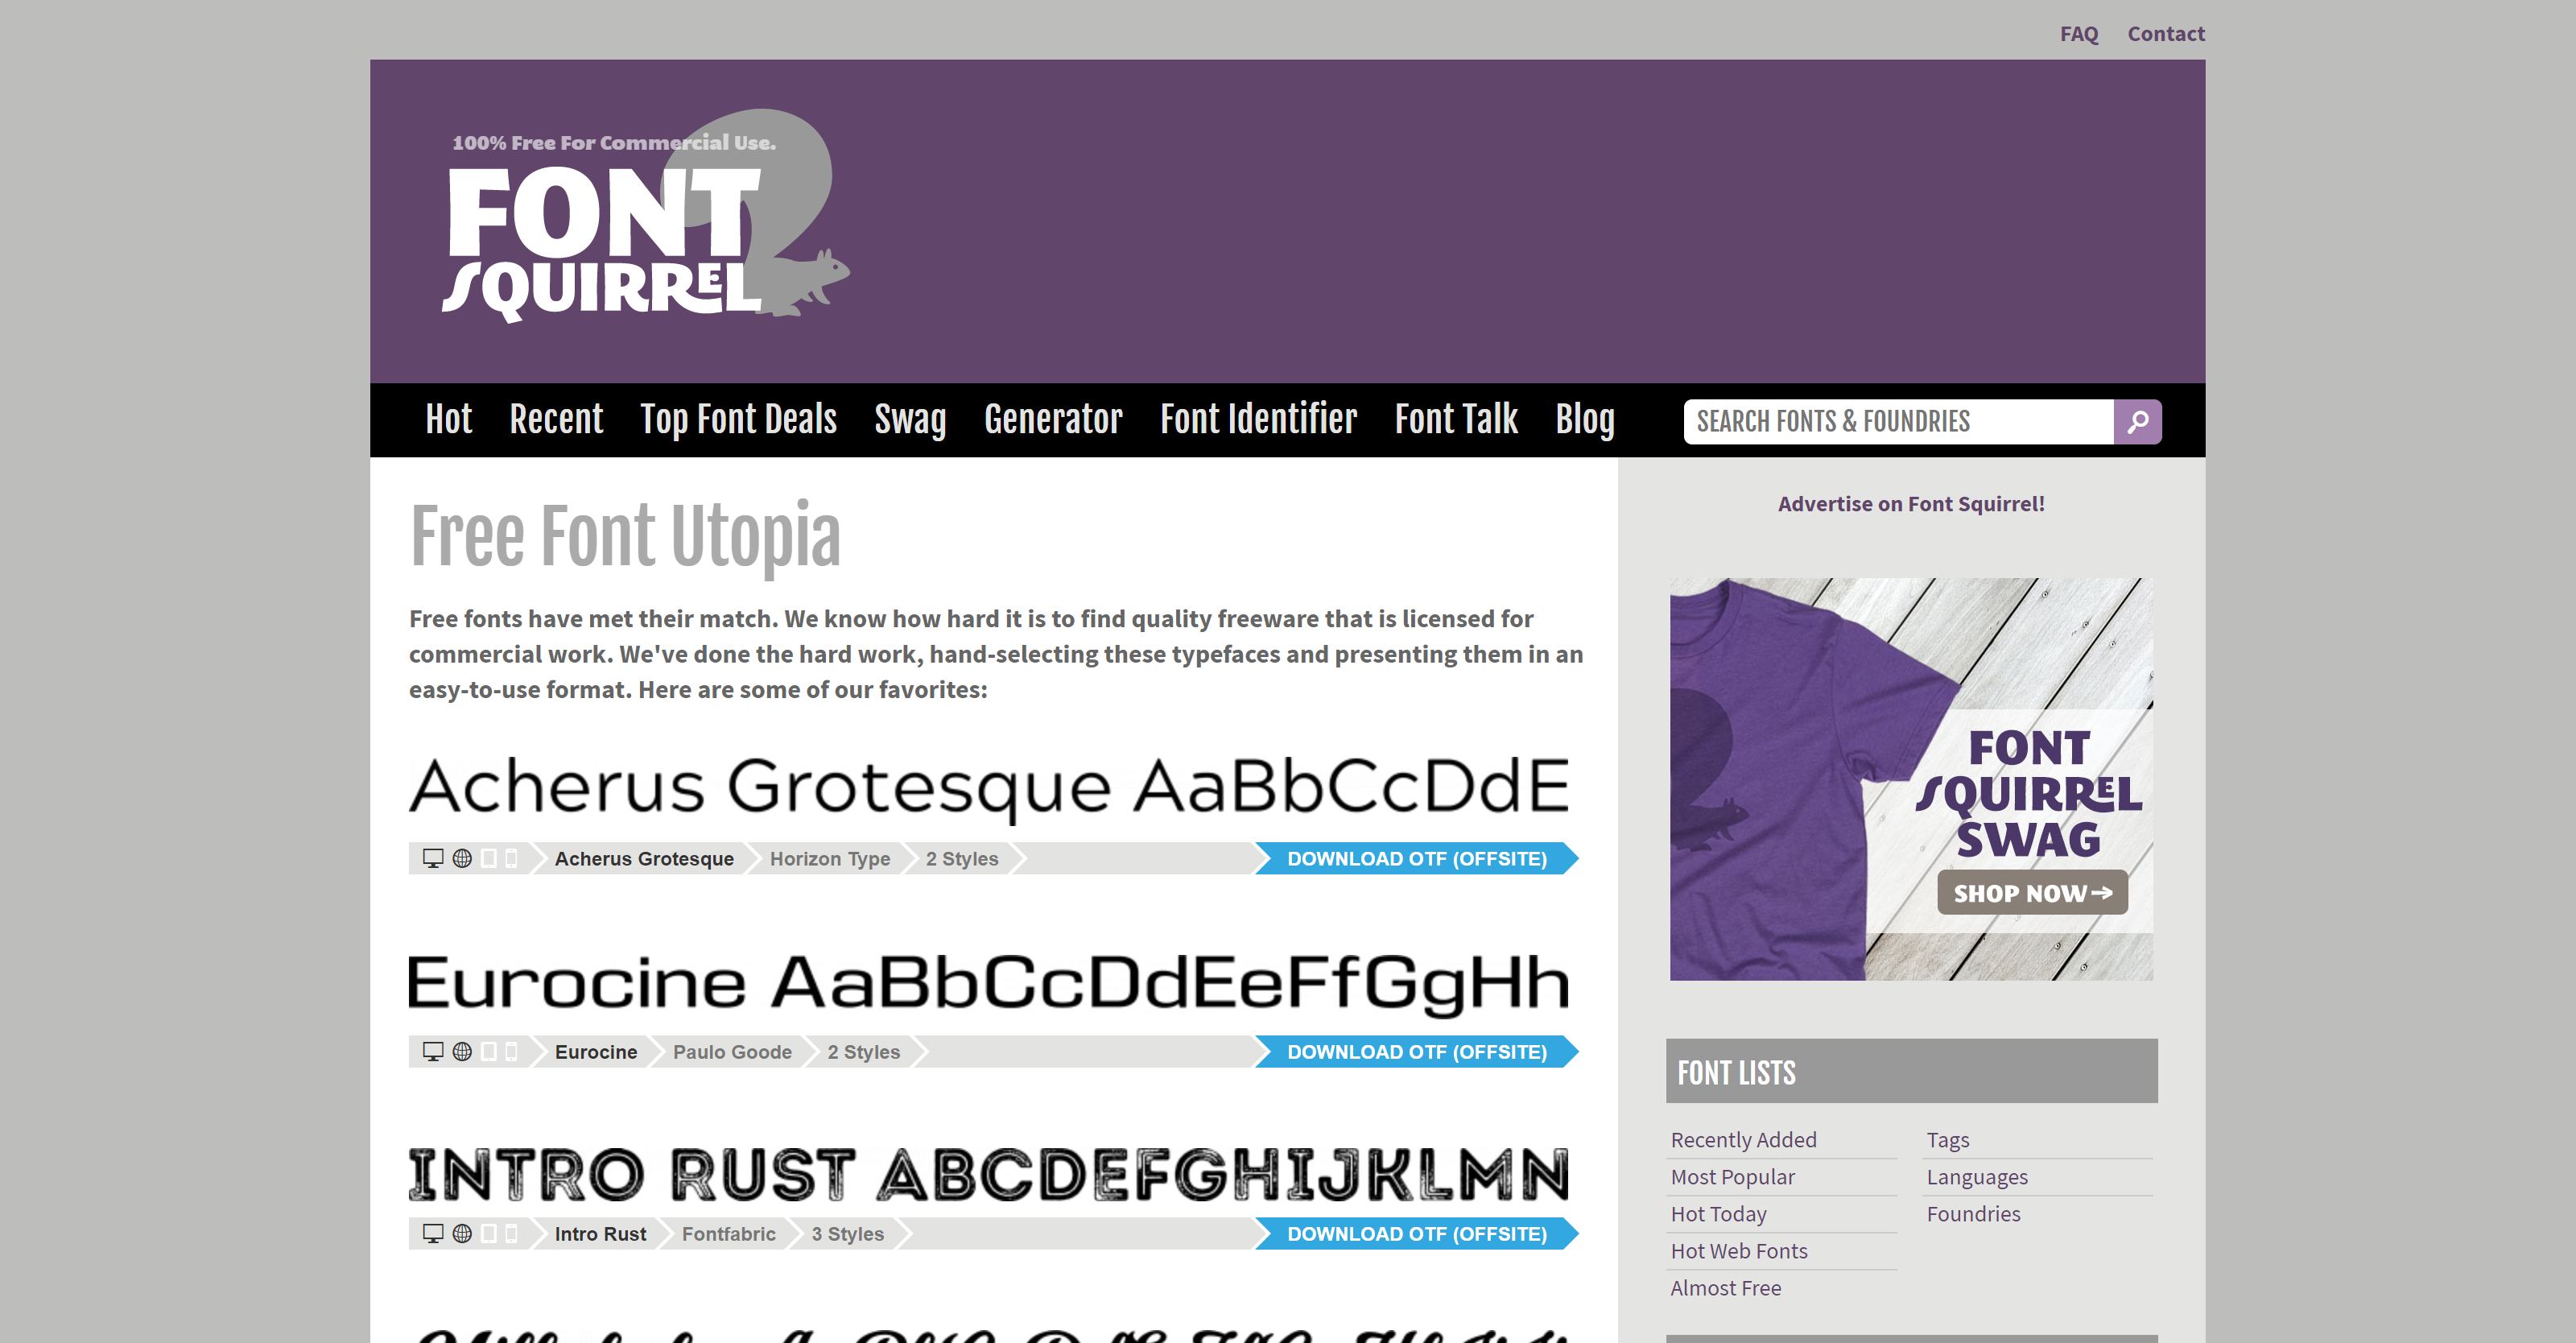 FAQ Contact
100% Free For Commercial Use.
FONT
SQUIRREL
Hot Recent Top Font Deals Swag Generator Font Identifier Font Talk Blog SEARCH FONTS & FOUNDRIES
Free Font Utopia
Free fonts have met their match. We know how hard it is to find quality freeware that is licensed for
commercial work. We've done the hard work, hand-selecting these typefaces and presenting them in an
easy-to-use format. Here are some of our favorites:
Acherus Grotesque AaBbCcDdE
Acherus Grotesque Horizon Type 2 Styles DOWNLOAD OTF (OFFSITE)
Eurocine AaBbCcDdEeFfGgHh
Eurocine Paulo Goode 2 Styles DOWNLOAD OTF (OFFSITE)
INTRO RUST ABCDEFGHIJKLMN
Intro Rust Fontfabric 3 Styles DOWNLOAD OTF (OFFSITE)
Advertise on Font Squirrel!
FONT
SQUIRREL
SWAG
SHOP NOW→
FONT LISTS
Recently Added Tags
Most Popular Languages
Hot Today Foundries
Hot Web Fonts
Almost Free